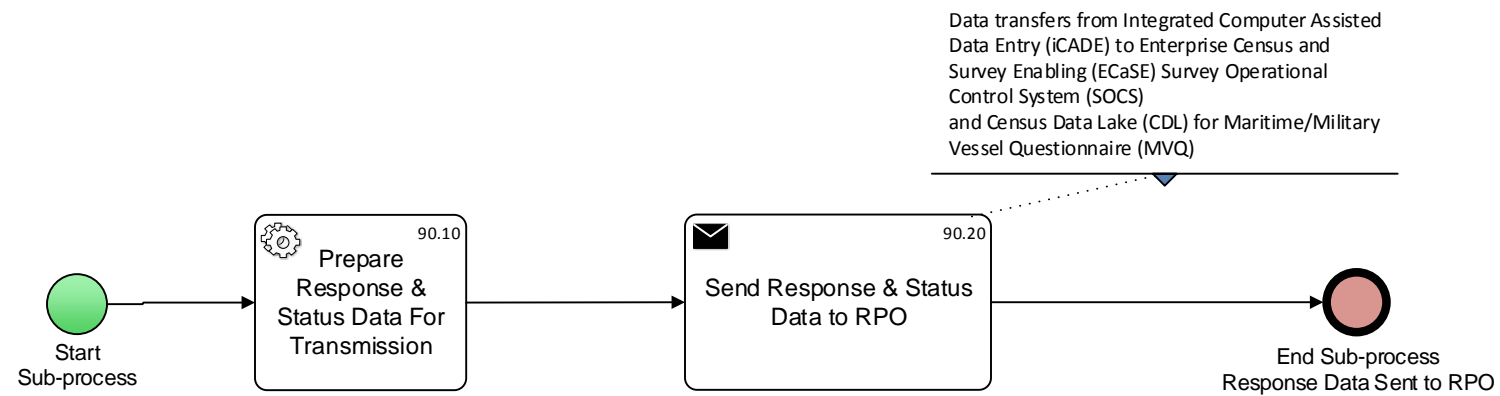 Data transfers from Integrated Computer Assisted
Data Entry (iCADE) to Enterprise Census and
Survey Enabling (ECaSE) Survey Operational
Control System (SOCS)
and Census Data Lake (CDL) for Maritime/Military
Vessel Questionnaire (MVQ)
90.10
Prepare
Response &
Status Data For
Transmission
90.20
Send Response & Status
Data to RPO
Start
Sub-process
End Sub-process
Response Data Sent to RPO